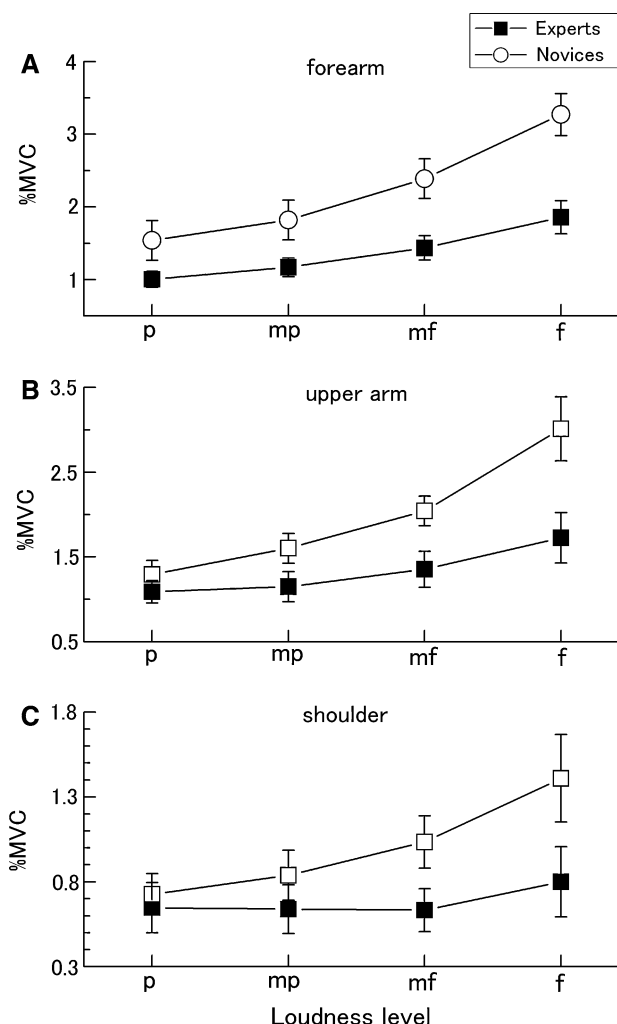 Experts
Novices
A
forearm
4
3
2
1
%MVC
p mp mf f
B
upper arm
3.5
2.5
1.5
0.5
%MVC
p mp mf f
C
shoulder
1.8
1.3
0.8
0.3
%MVC
p mp mf f
Loudness level